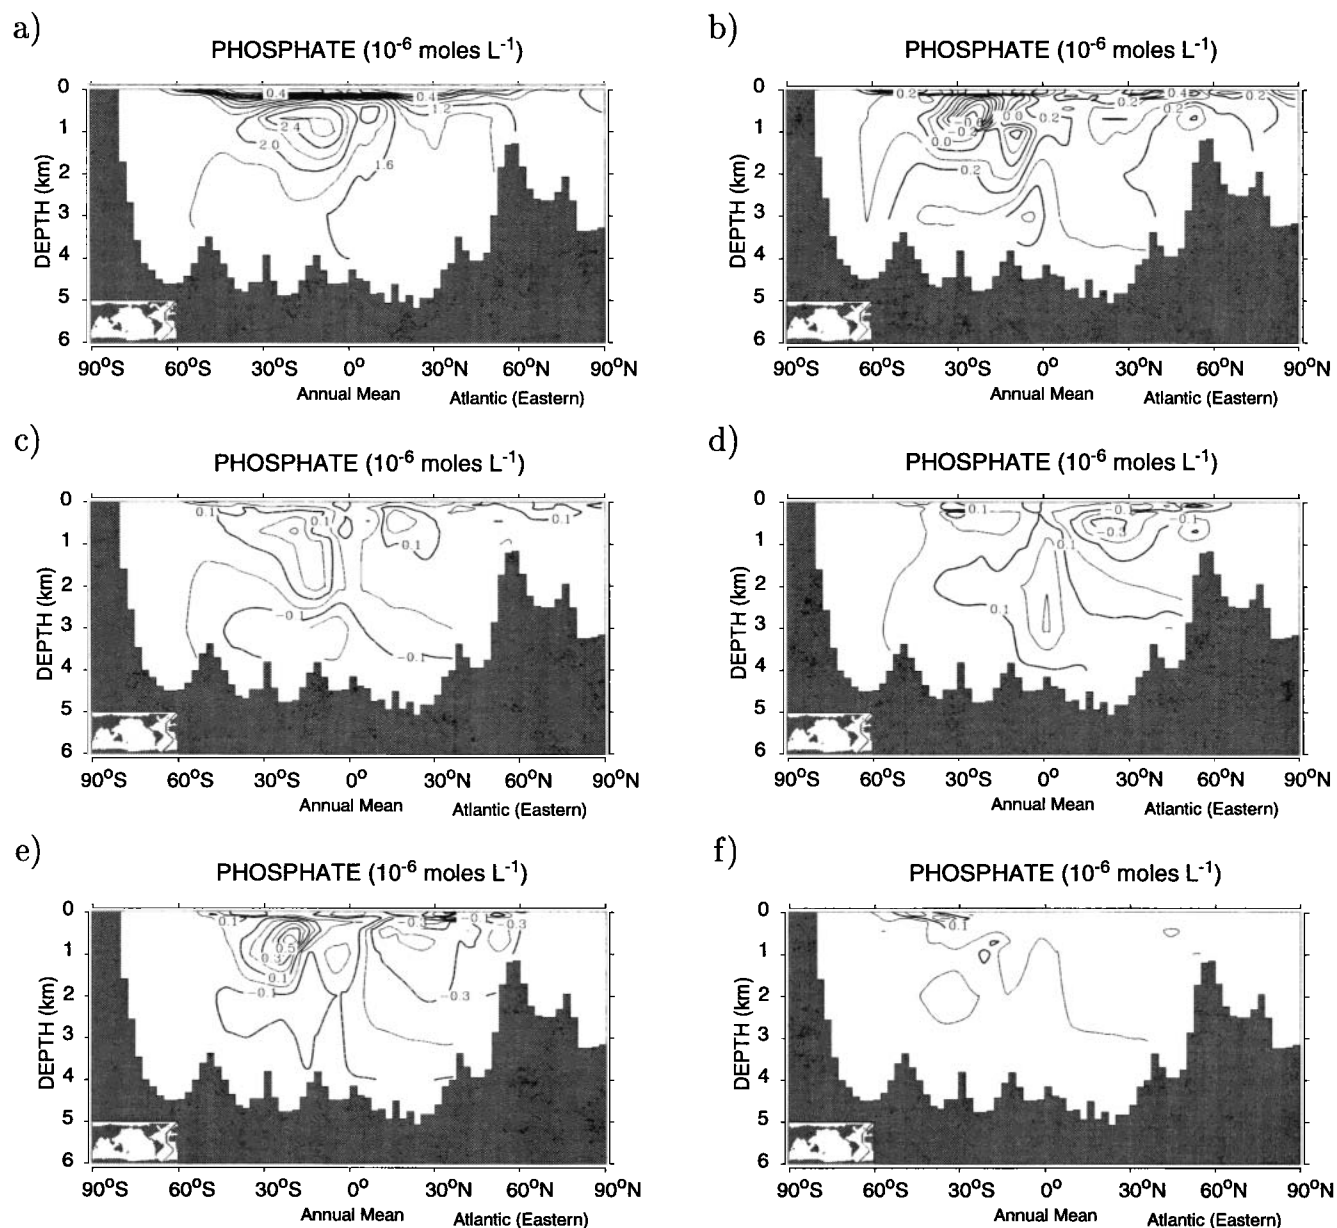 a)
PHOSPHATE (10⁻⁶ moles L⁻¹)
0.4 0.4 1.2 2.4 2.0 1.6
DEPTH (km)
0
1
2
3
4
5
6
90°S 60°S 30°S 0° 30°N 60°N 90°N
Annual Mean Atlantic (Eastern)
b)
PHOSPHATE (10⁻⁶ moles L⁻¹)
0.2 0.2 0.4 0.2 0.0 0.2 0.2 0.2 -0.2 0.0 0.2
DEPTH (km)
0
1
2
3
4
5
6
90°S 60°S 30°S 0° 30°N 60°N 90°N
Annual Mean Atlantic (Eastern)
c)
PHOSPHATE (10⁻⁶ moles L⁻¹)
0.1 0.1 0.1 0.1 -0.1
DEPTH (km)
0
1
2
3
4
5
6
90°S 60°S 30°S 0° 30°N 60°N 90°N
Annual Mean Atlantic (Eastern)
d)
PHOSPHATE (10⁻⁶ moles L⁻¹)
0.1 -0.1 -0.1 -0.3 0.1 0.1
DEPTH (km)
0
1
2
3
4
5
6
90°S 60°S 30°S 0° 30°N 60°N 90°N
Annual Mean Atlantic (Eastern)
e)
PHOSPHATE (10⁻⁶ moles L⁻¹)
0.1 -0.1 -0.3 0.5 0.3 0.1 -0.1 -0.3
DEPTH (km)
0
1
2
3
4
5
6
90°S 60°S 30°S 0° 30°N 60°N 90°N
Annual Mean Atlantic (Eastern)
f)
PHOSPHATE (10⁻⁶ moles L⁻¹)
0.1
DEPTH (km)
0
1
2
3
4
5
6
90°S 60°S 30°S 0° 30°N 60°N 90°N
Annual Mean Atlantic (Eastern)